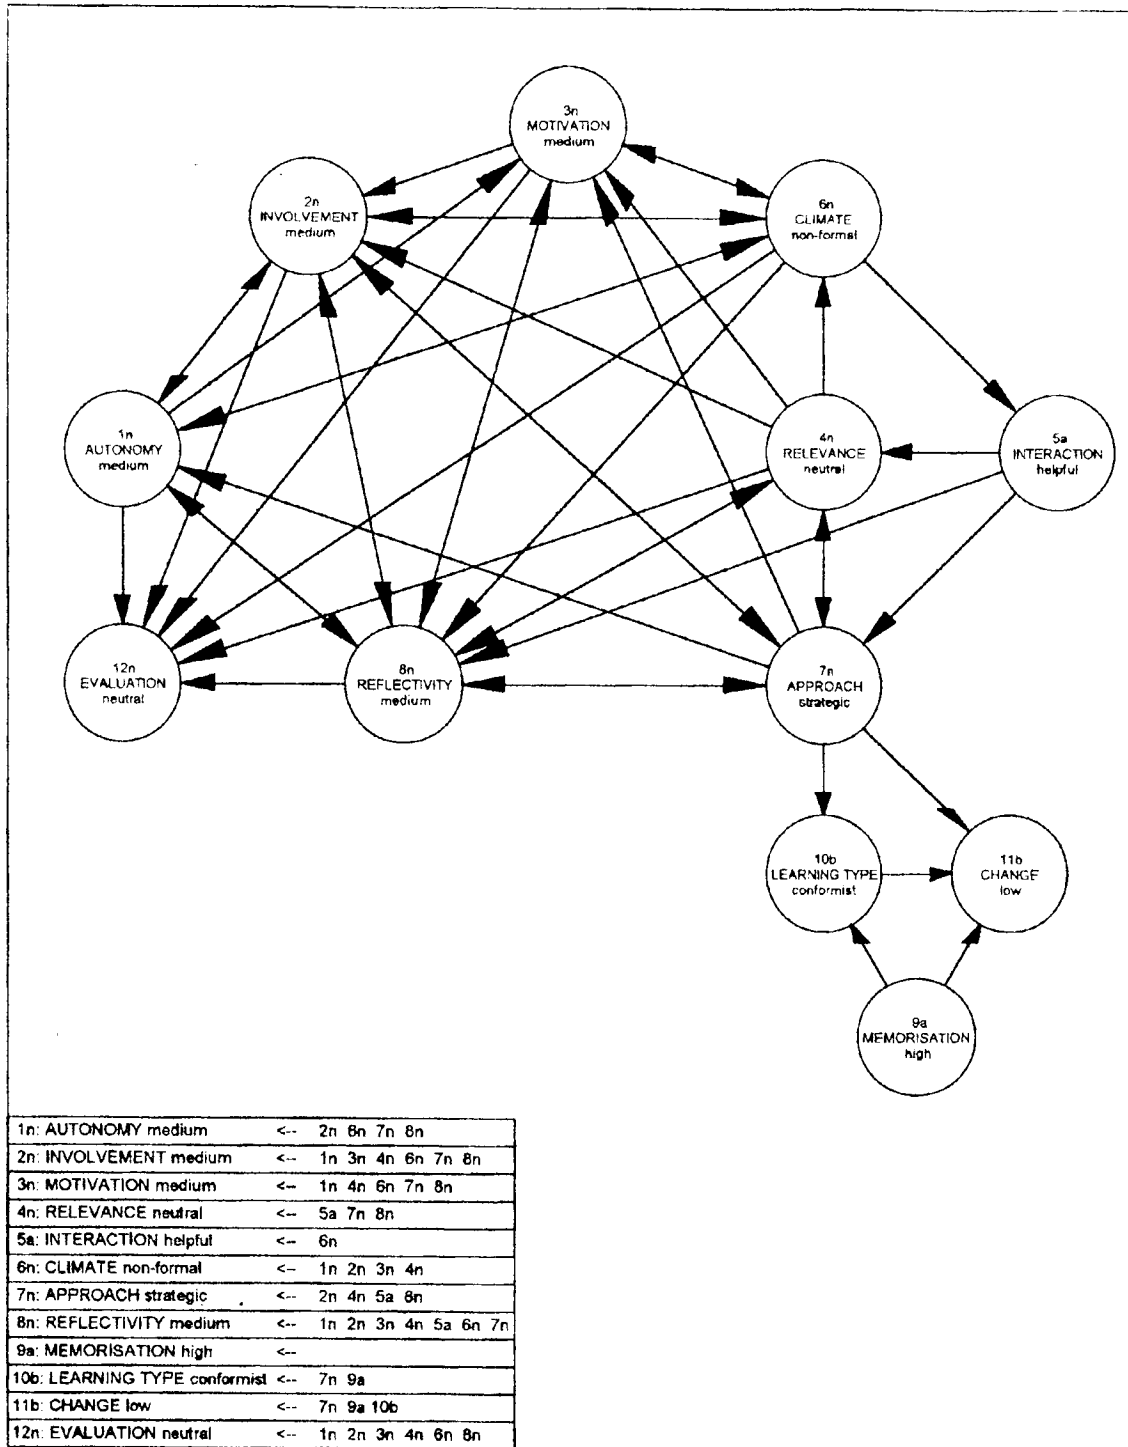 3n
MOTIVATION
medium
2n
INVOLVEMENT
medium
6n
CLIMATE
non-formal
1n
AUTONOMY
medium
4n
RELEVANCE
neutral
5a
INTERACTION
helpful
12n
EVALUATION
neutral
8n
REFLECTIVITY
medium
7n
APPROACH
strategic
10b
LEARNING TYPE
conformist
11b
CHANGE
low
9a
MEMORISATION
high
1n: AUTONOMY medium <-- 2n 6n 7n 8n
2n: INVOLVEMENT medium <-- 1n 3n 4n 6n 7n 8n
3n: MOTIVATION medium <-- 1n 4n 6n 7n 8n
4n: RELEVANCE neutral <-- 5a 7n 8n
5a: INTERACTION helpful <-- 6n
6n: CLIMATE non-formal <-- 1n 2n 3n 4n
7n: APPROACH strategic <-- 2n 4n 5a 8n
8n: REFLECTIVITY medium <-- 1n 2n 3n 4n 5a 6n 7n
9a: MEMORISATION high <--
10b: LEARNING TYPE conformist <-- 7n 9a
11b: CHANGE low <-- 7n 9a 10b
12n: EVALUATION neutral <-- 1n 2n 3n 4n 6n 8n